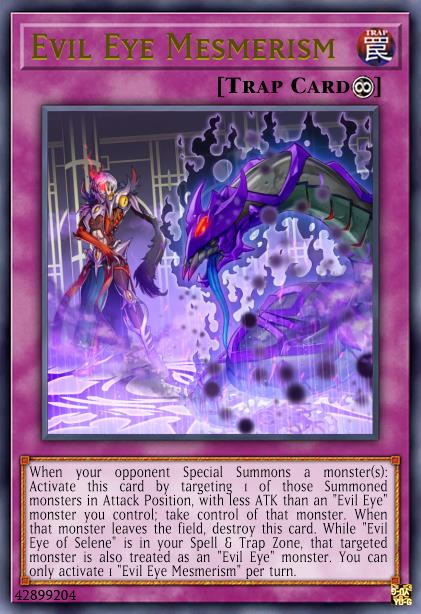 Evil Eye Mesmerism
TRAP
罠
[Trap Card]
When your opponent Special Summons a monster(s):
Activate this card by targeting 1 of those Summoned
monsters in Attack Position, with less ATK than an "Evil Eye"
monster you control; take control of that monster. When
that monster leaves the field, destroy this card. While "Evil
Eye of Selene" is in your Spell & Trap Zone, that targeted
monster is also treated as an "Evil Eye" monster. You can
only activate 1 "Evil Eye Mesmerism" per turn.
42899204